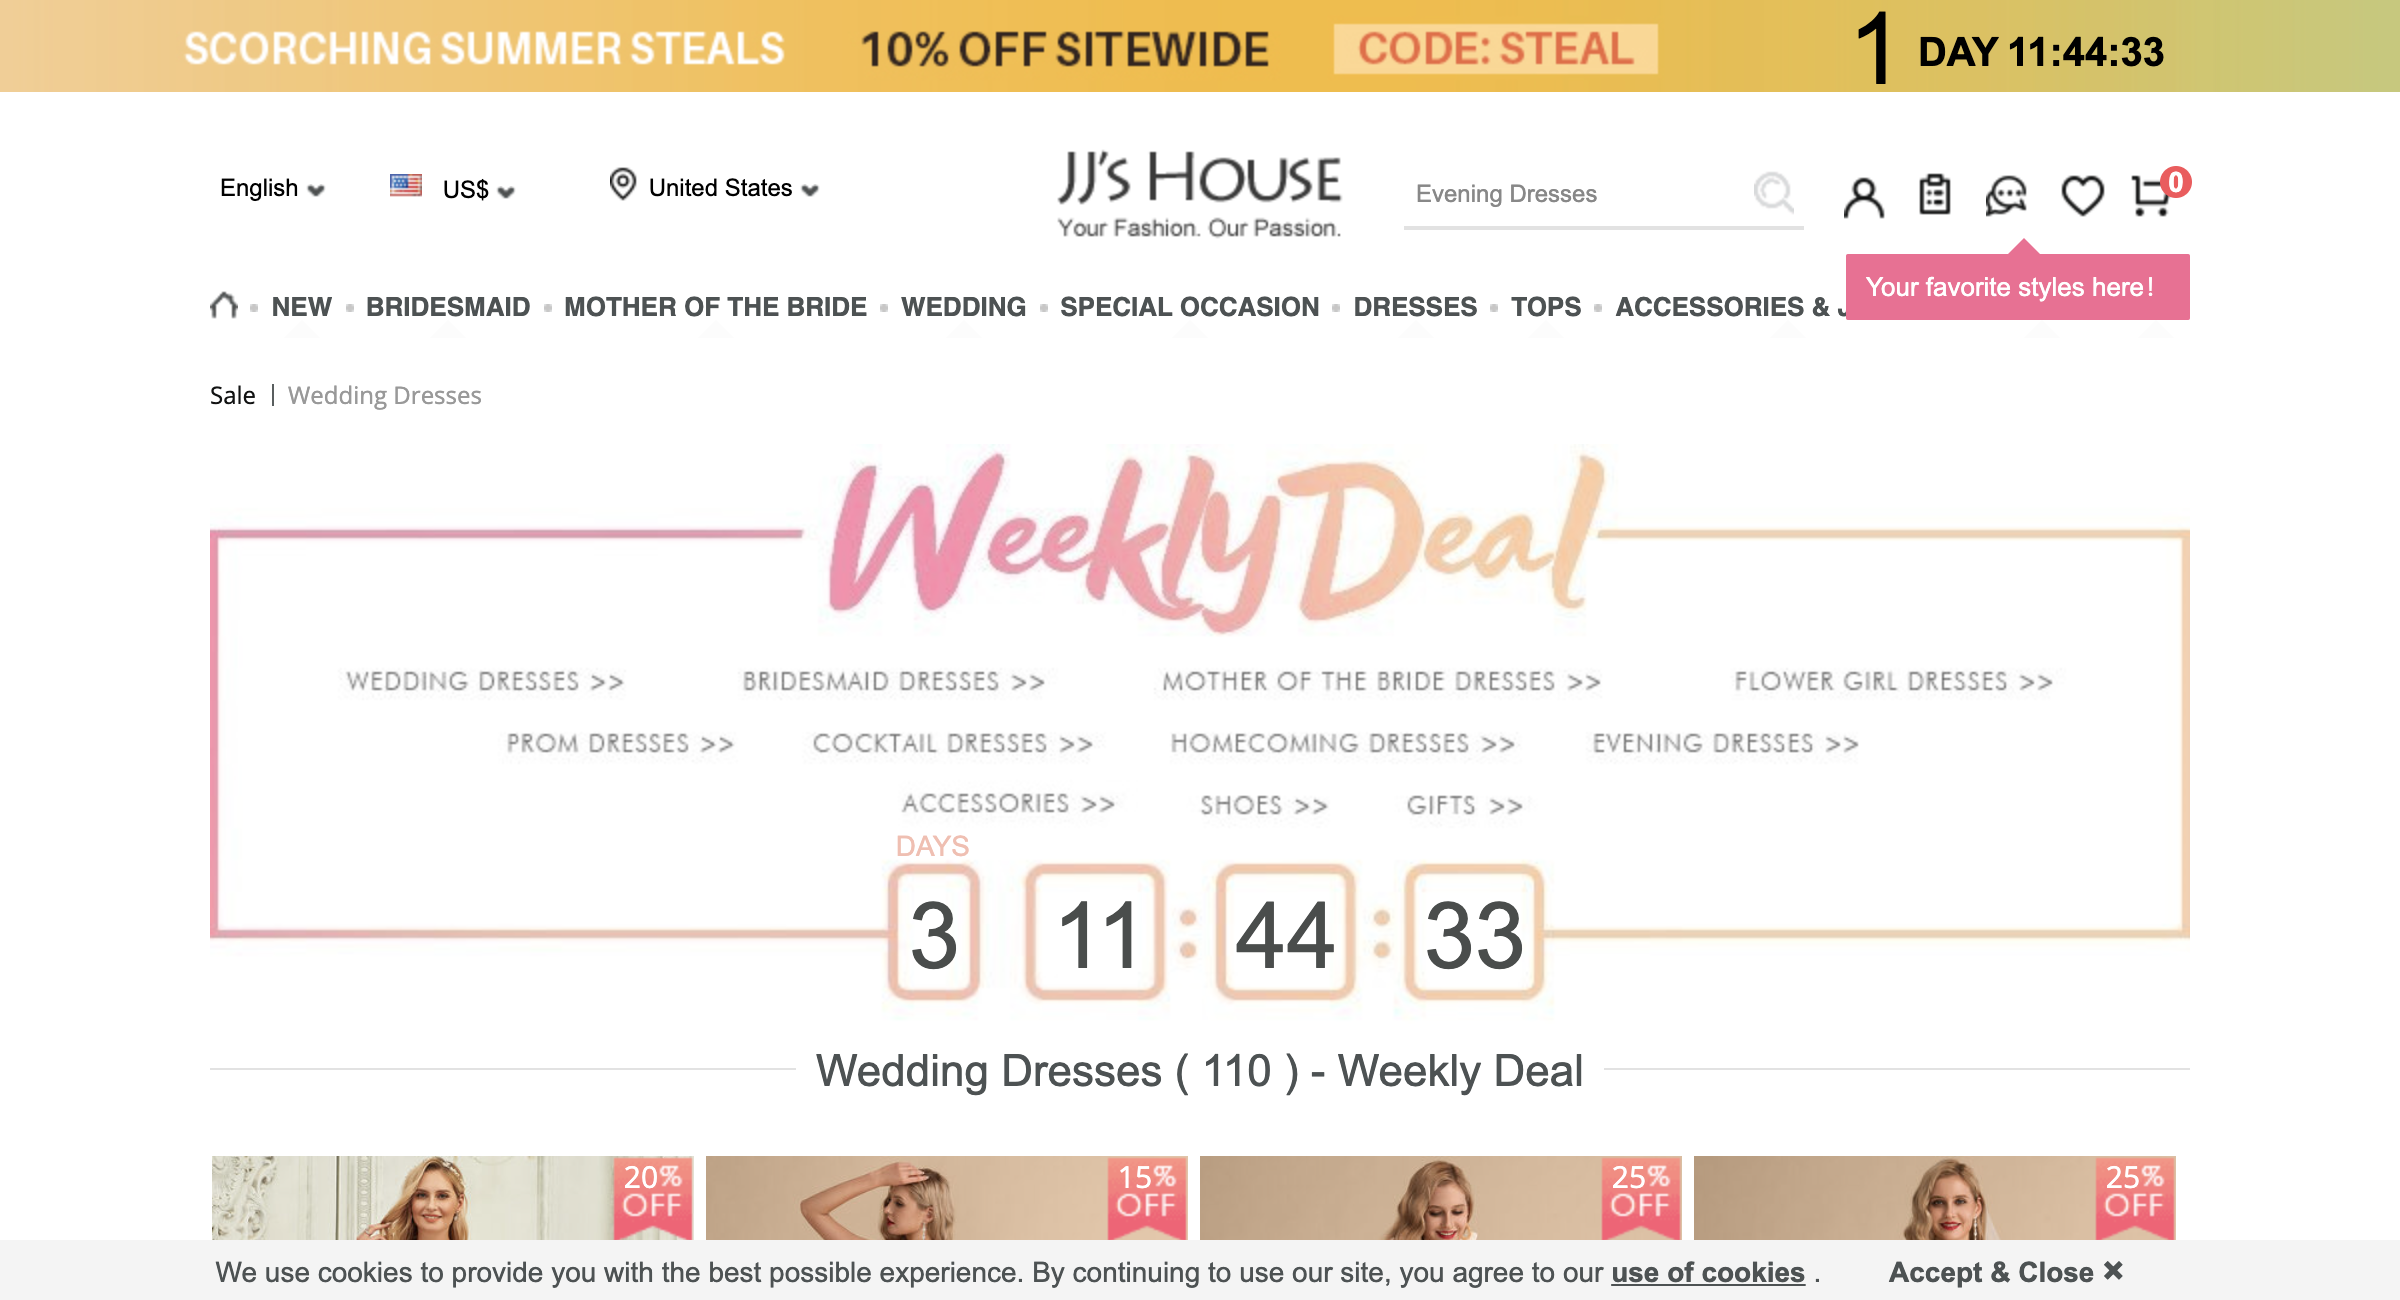 SCORCHING SUMMER STEALS 10% OFF SITEWIDE CODE: STEAL 1 DAY 11:44:33
English US$ United States
JJ's HOUSE
Your Fashion. Our Passion.
Evening Dresses
0
Your favorite styles here!
NEW BRIDESMAID MOTHER OF THE BRIDE WEDDING SPECIAL OCCASION DRESSES TOPS ACCESSORIES &
Sale | Wedding Dresses
Weekly Deal
WEDDING DRESSES >> BRIDESMAID DRESSES >> MOTHER OF THE BRIDE DRESSES >> FLOWER GIRL DRESSES >>
PROM DRESSES >> COCKTAIL DRESSES >> HOMECOMING DRESSES >> EVENING DRESSES >>
ACCESSORIES >> SHOES >> GIFTS >>
DAYS
3 11 : 44 : 33
Wedding Dresses ( 110 ) - Weekly Deal
20% OFF
15% OFF
25% OFF
25% OFF
We use cookies to provide you with the best possible experience. By continuing to use our site, you agree to our use of cookies . Accept & Close ✖